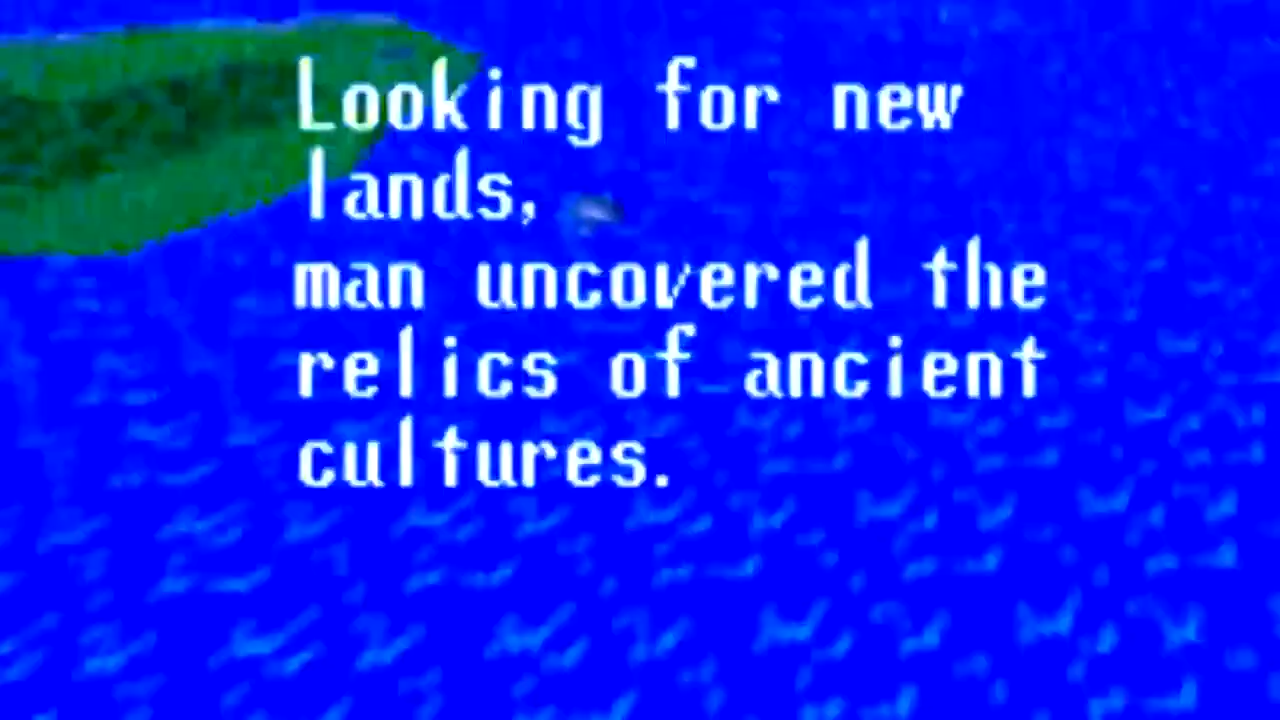 Looking for new
lands,
man uncovered the
relics of ancient
cultures.